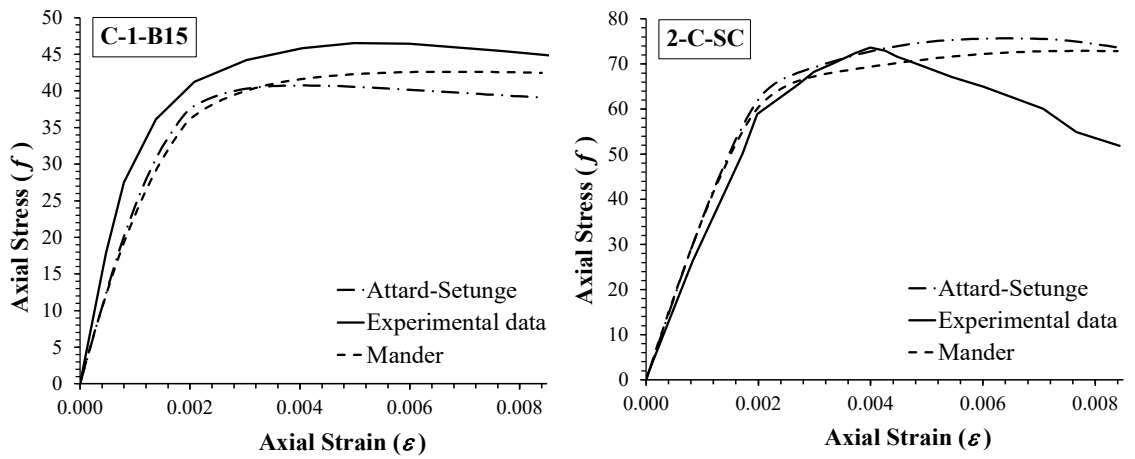 C-1-B15
Axial Stress (f)
50
45
40
35
30
25
20
15
10
5
0
Attard-Setunge
Experimental data
Mander
0.000 0.002 0.004 0.006 0.008
Axial Strain (ε)
2-C-SC
Axial Stress (f)
80
70
60
50
40
30
20
10
0
Attard-Setunge
Experimental data
Mander
0.000 0.002 0.004 0.006 0.008
Axial Strain (ε)